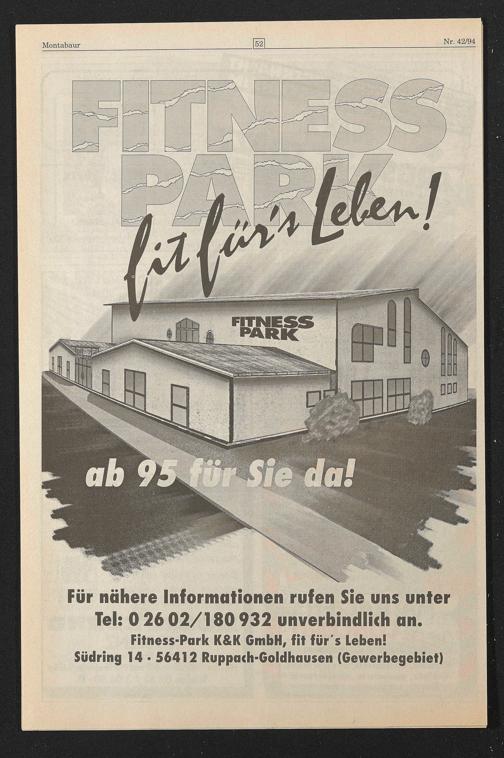 Montabaur
52
Nr. 42/94
FITNESS
PARK
fit für's Leben!
FITNESS
PARK
ab 95 für Sie da!
Für nähere Informationen rufen Sie uns unter
Tel: 0 26 02/180 932 unverbindlich an.
Fitness-Park K&K GmbH, fit für´s Leben!
Südring 14 · 56412 Ruppach-Goldhausen (Gewerbegebiet)